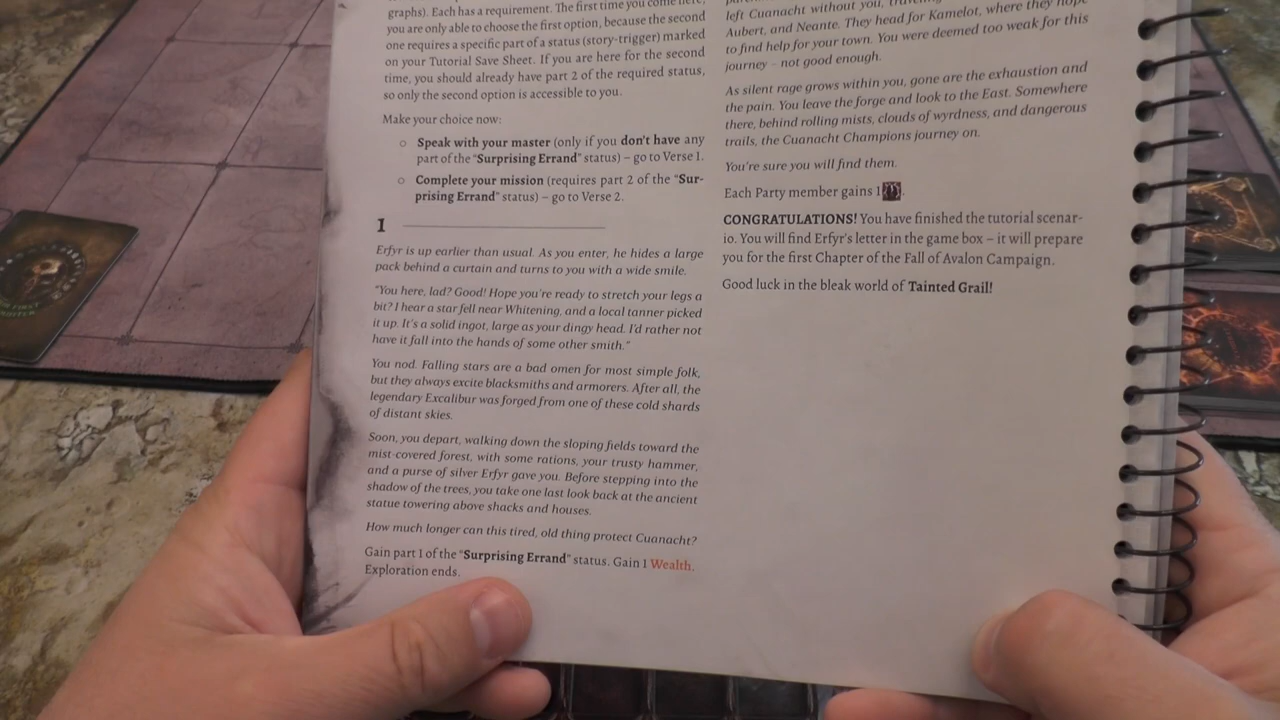 graphs). Each has a requirement. The first time you come here,
you are only able to choose the first option, because the second
one requires a specific part of a status (story-trigger) marked
on your Tutorial Save Sheet. If you are here for the second
time, you should already have part 2 of the required status,
so only the second option is accessible to you.
Make your choice now:
○ Speak with your master (only if you don't have any
part of the "Surprising Errand" status) – go to Verse 1.
○ Complete your mission (requires part 2 of the "Sur-
prising Errand" status) – go to Verse 2.
1
Erfyr is up earlier than usual. As you enter, he hides a large
pack behind a curtain and turns to you with a wide smile.
"You here, lad? Good! Hope you're ready to stretch your legs a
bit? I hear a star fell near Whitening, and a local tanner picked
it up. It's a solid ingot, large as your dingy head. I'd rather not
have it fall into the hands of some other smith."
You nod. Falling stars are a bad omen for most simple folk,
but they always excite blacksmiths and armorers. After all, the
legendary Excalibur was forged from one of these cold shards
of distant skies.
Soon, you depart, walking down the sloping fields toward the
mist-covered forest, with some rations, your trusty hammer,
and a purse of silver Erfyr gave you. Before stepping into the
shadow of the trees, you take one last look back at the ancient
statue towering above shacks and houses.
How much longer can this tired, old thing protect Cuanacht?
Gain part 1 of the "Surprising Errand" status. Gain 1 Wealth.
Exploration ends.
left Cuanacht without you,
Aubert, and Neante. They head for Kamelot, where they hope
to find help for your town. You were deemed too weak for this
journey – not good enough.
As silent rage grows within you, gone are the exhaustion and
the pain. You leave the forge and look to the East. Somewhere
there, behind rolling mists, clouds of wyrdness, and dangerous
trails, the Cuanacht Champions journey on.
You're sure you will find them.
Each Party member gains 1 .
CONGRATULATIONS! You have finished the tutorial scenar-
io. You will find Erfyr's letter in the game box – it will prepare
you for the first Chapter of the Fall of Avalon Campaign.
Good luck in the bleak world of Tainted Grail!